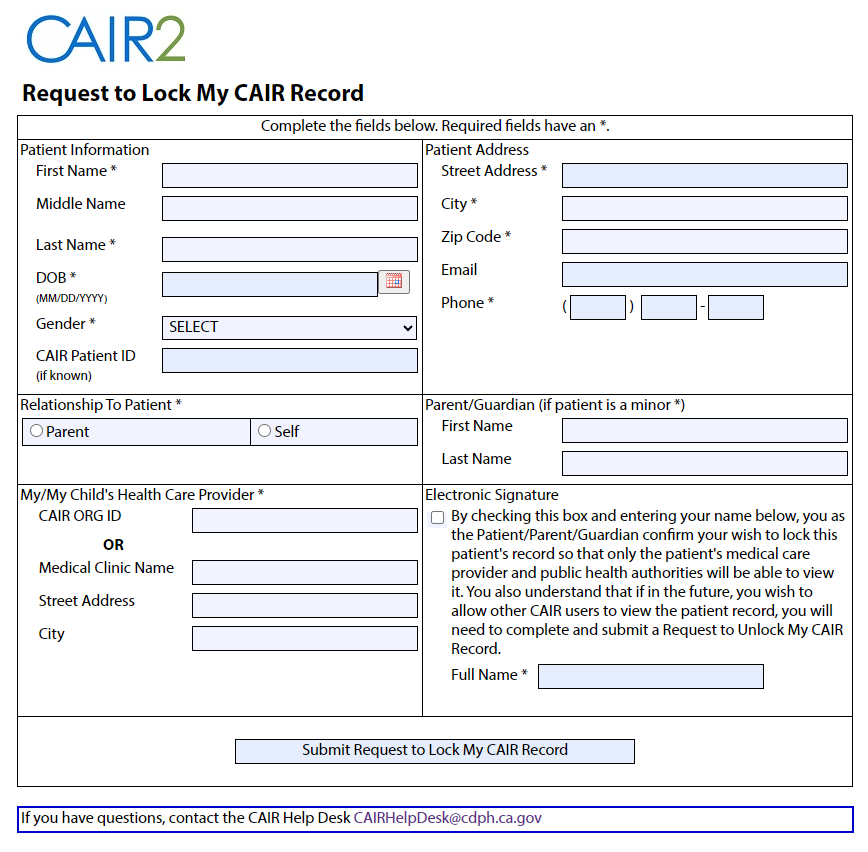 CAIR2
Request to Lock My CAIR Record
Complete the fields below. Required fields have an *.
Patient Information
First Name *
Middle Name
Last Name *
DOB *
(MM/DD/YYYY)
Gender *
SELECT
CAIR Patient ID
(if known)
Patient Address
Street Address *
City *
Zip Code *
Email
Phone *
( ) -
Relationship To Patient *
Parent
Self
Parent/Guardian (if patient is a minor *)
First Name
Last Name
My/My Child's Health Care Provider *
CAIR ORG ID
OR
Medical Clinic Name
Street Address
City
Electronic Signature
By checking this box and entering your name below, you as
the Patient/Parent/Guardian confirm your wish to lock this
patient's record so that only the patient's medical care
provider and public health authorities will be able to view
it. You also understand that if in the future, you wish to
allow other CAIR users to view the patient record, you will
need to complete and submit a Request to Unlock My CAIR
Record.
Full Name *
Submit Request to Lock My CAIR Record
If you have questions, contact the CAIR Help Desk CAIRHelpDesk@cdph.ca.gov